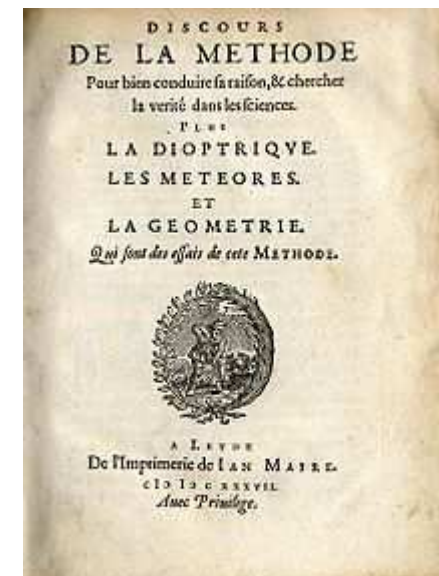 DISCOURS
DE LA METHODE
Pour bien conduire sa raison, & chercher
la verité dans les sciences.
PLUS
LA DIOPTRIQVE.
LES METEORES.
ET
LA GEOMETRIE.
Qui sont des essais de cete METHODE.
A LEYDE
De l'Imprimerie de IAN MAIRE.
cIↃ IↃ c xxxvII.
Auec Priuilege.